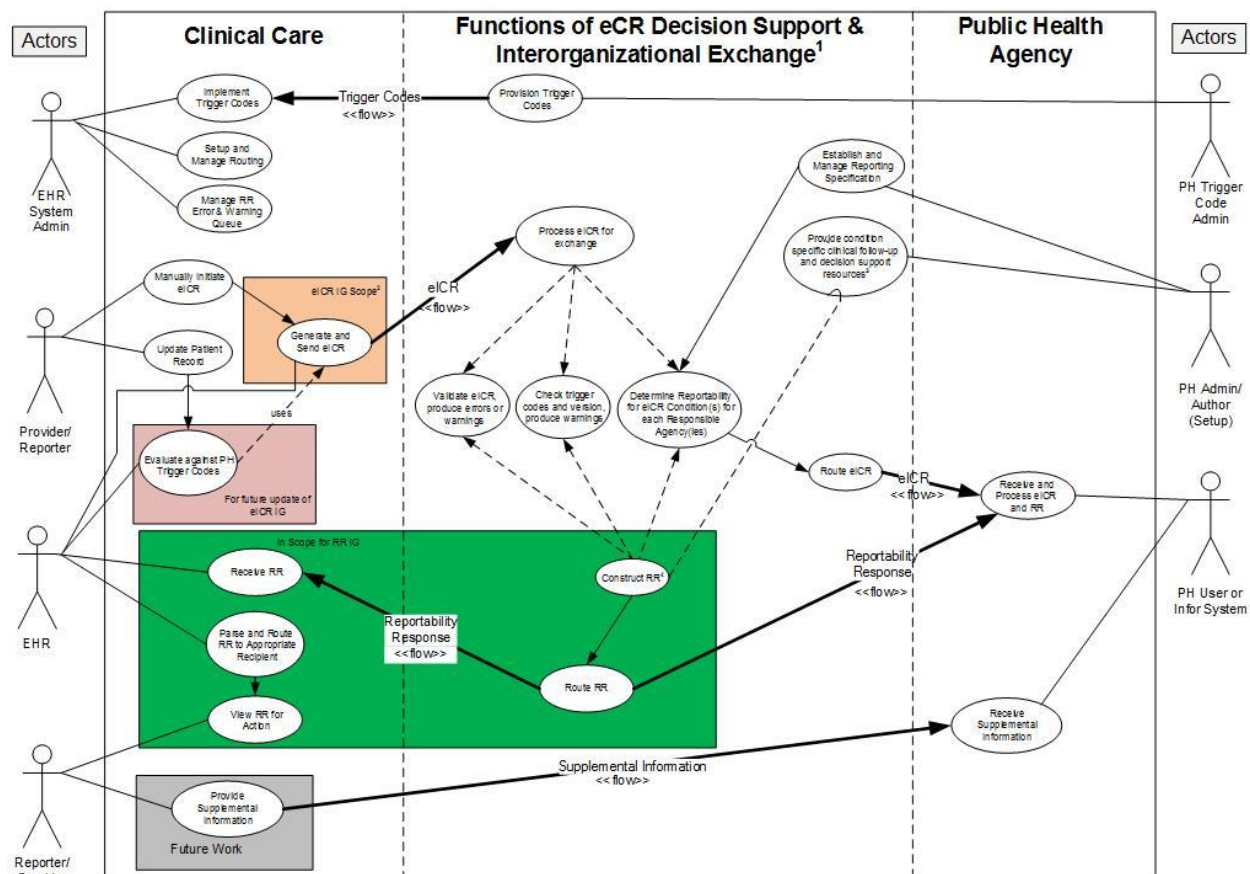 Actors
Clinical Care
Functions of eCR Decision Support &
Interorganizational Exchange1
Public Health
Agency
Actors
Implement
Trigger Codes
Trigger Codes
<<flow>>
Provision Trigger
Codes
Setup and
Manage Routing
Manage RR
Error & Warning
Queue
EHR
System
Admin
Establish and
Manage Reporting
Specification
PH Trigger
Code
Admin
Process eICR for
exchange
Provide condition
specific clinical follow-up
and decision support
resources
Manually Initiate
eICR
eICR IG Scope2
eICR
<<flow>>
Generate and
Send eICR
Update Patient
Record
Provider/
Reporter
uses
Validate eICR,
produce errors or
warnings
Check trigger
codes and version,
produce warnings
Determine Reportability
for eICR Condition(s) for
each Responsible
Agency(ies)
PH Admin/
Author
(Setup)
Evaluate against PH
Trigger Codes
For future update of
eICR IG
Route eICR
eICR
<<flow>>
Receive and
Process eICR
and RR
In Scope for RR IG
Receive RR
Construct RR4
Reportability
Response
<<flow>>
PH User or
Infor System
EHR
Parse and Route
RR to Appropriate
Recipient
Reportability
Response
<<flow>>
Route RR
View RR for
Action
Receive
Supplemental
Information
Supplemental Information
<<flow>>
Provide
Supplemental
Information
Future Work
Reporter/